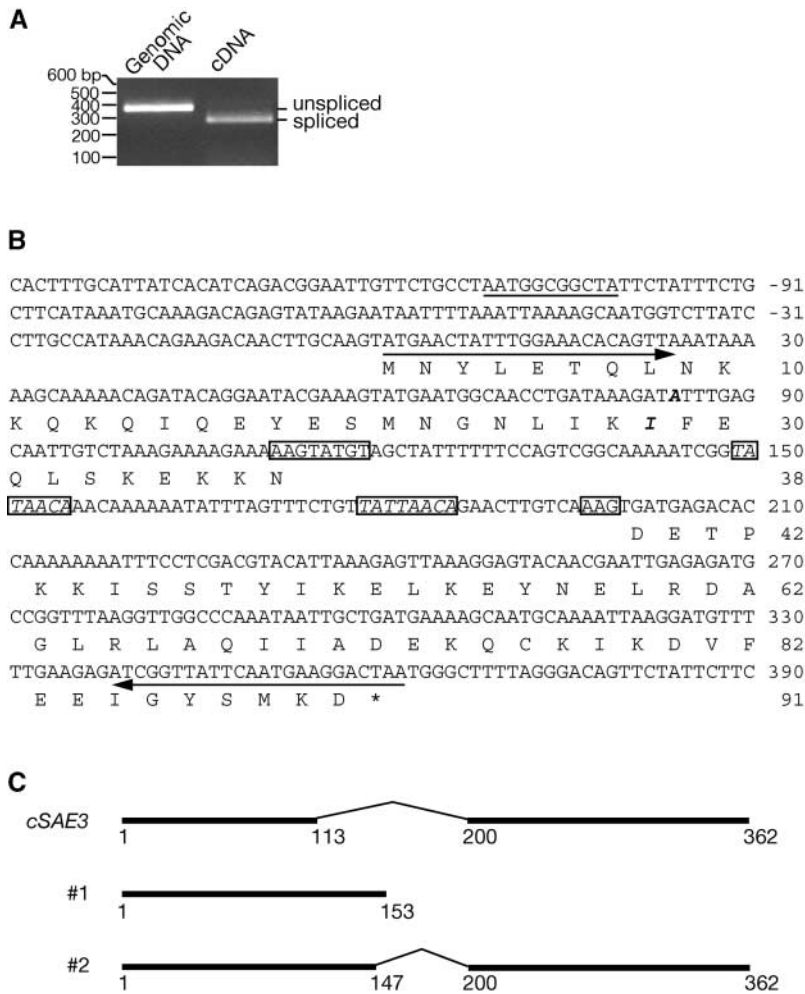 A
Genomic DNA
cDNA
600 bp
500
400
300
200
100
unspliced
spliced
B
CACTTTGCATTATCACATCAGACGGAATTGTTCTGCCTAATGGCGGCTATTCTATTTCTG -91
CTTCATAAATGCAAAGACAGAGTATAAGAATAATTTTAAATTAAAAGCAATGGTCTTATC -31
CTTGCCATAAACAGAAGACAACTTGCAAGTATGAACTATTTGGAAACACAGTTAAATAAA 30
M N Y L E T Q L N K 10
AAGCAAAAACAGATACAGGAATACGAAAGTATGAATGGCAACCTGATAAAGATATTTGAG 90
K Q K Q I Q E Y E S M N G N L I K I F E 30
CAATTGTCTAAAGAAAAGAAAAAGTATGTAGCTATTTTTTCCAGTCGGCAAAAATCGGTA 150
Q L S K E K K N 38
TAACAAACAAAAAATATTTAGTTTCTGTTATTAACAGAACTTGTCAAAGTGATGAGACAC 210
D E T P 42
CAAAAAAAATTTCCTCGACGTACATTAAAGAGTTAAAGGAGTACAACGAATTGAGAGATG 270
K K I S S T Y I K E L K E Y N E L R D A 62
CCGGTTTAAGGTTGGCCCAAATAATTGCTGATGAAAAGCAATGCAAAATTAAGGATGTTT 330
G L R L A Q I I A D E K Q C K I K D V F 82
TTGAAGAGATCGGTTATTCAATGAAGGACTAATGGGCTTTTAGGGACAGTTCTATTCTTC 390
E E I G Y S M K D * 91
C
cSAE3
1 113 200 362
#1
1 153
#2
1 147 200 362